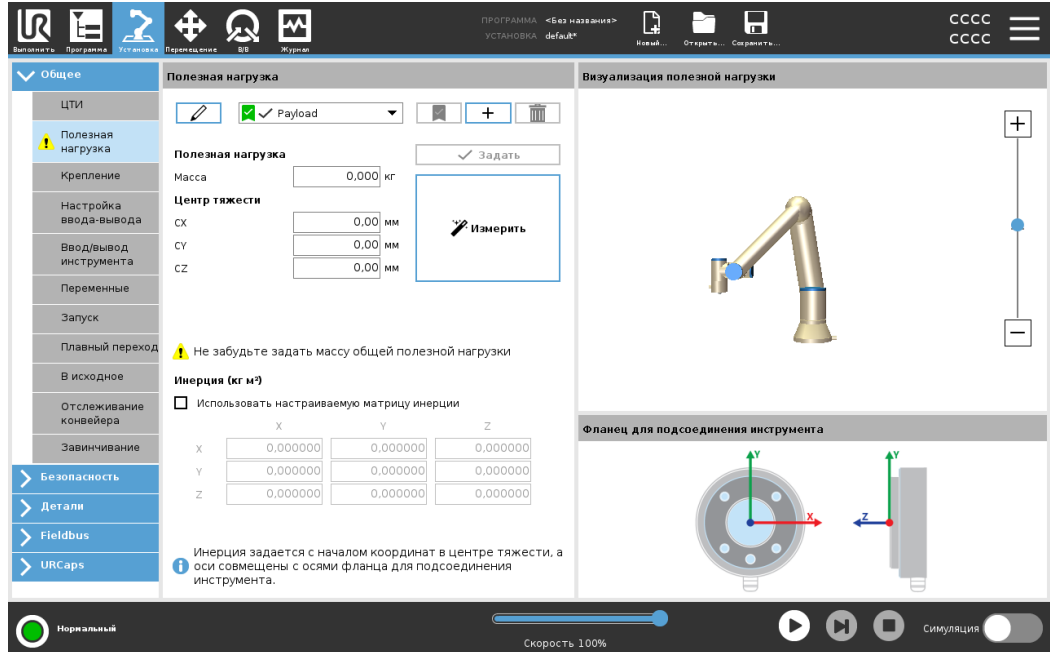 UR
Выполнить
Программа
Установка
Перемещение
В/В
Журнал
ПРОГРАММА <Без названия>
УСТАНОВКА default*
Новый...
Открыть...
Сохранить...
cccc
cccc
Общее
ЦТИ
Полезная
нагрузка
Крепление
Настройка
ввода-вывода
Ввод/вывод
инструмента
Переменные
Запуск
Плавный переход
В исходное
Отслеживание
конвейера
Завинчивание
Безопасность
Детали
Fieldbus
URCaps
Полезная нагрузка
Payload
Полезная нагрузка
Задать
Масса 0,000 кг
Центр тяжести
CX 0,00 мм
CY 0,00 мм
CZ 0,00 мм
Измерить
Не забудьте задать массу общей полезной нагрузки
Инерция (кг м²)
Использовать настраиваемую матрицу инерции
X Y Z
X 0,000000 0,000000 0,000000
Y 0,000000 0,000000 0,000000
Z 0,000000 0,000000 0,000000
Инерция задается с началом координат в центре тяжести, а
оси совмещены с осями фланца для подсоединения
инструмента.
Визуализация полезной нагрузки
Фланец для подсоединения инструмента
Y
X
Y
Z
Нормальный
Скорость 100%
Симуляция